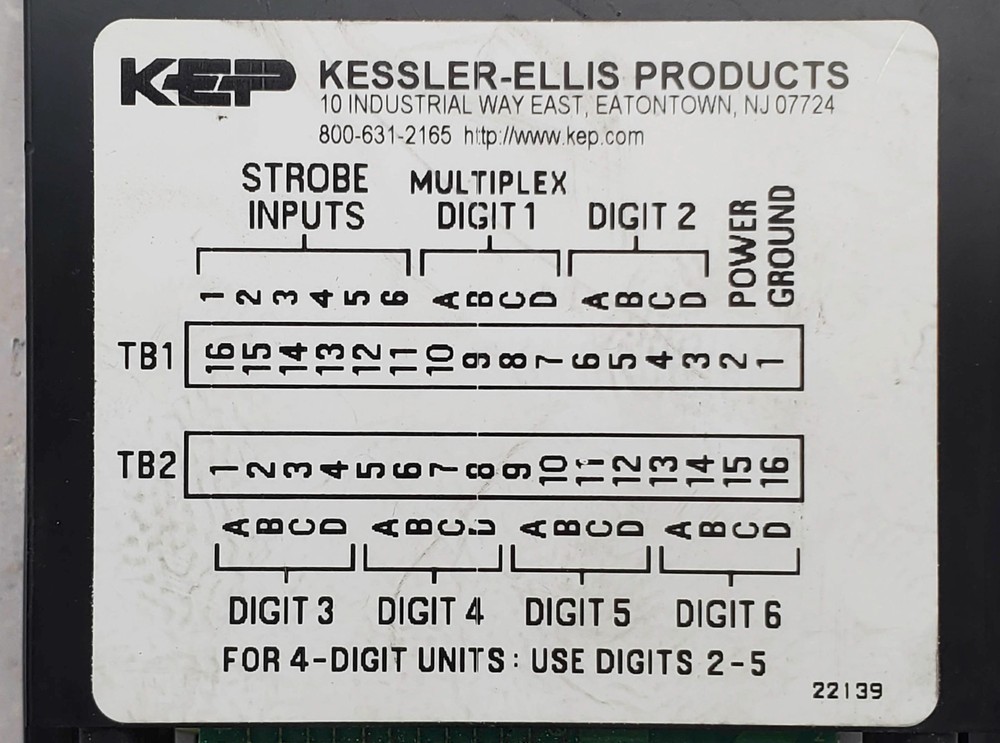 KEP KESSLER-ELLIS PRODUCTS
10 INDUSTRIAL WAY EAST, EATONTOWN, NJ 07724
800-631-2165 http://www.kep.com
STROBE INPUTS
MULTIPLEX DIGIT 1
DIGIT 2
POWER
GROUND
1 2 3 4 5 6 A B C D A B C D
TB1 16 15 14 13 12 11 10 9 8 7 6 5 4 3 2 1
TB2 1 2 3 4 5 6 7 8 9 10 11 12 13 14 15 16
A B C D A B C D A B C D A B C D
DIGIT 3 DIGIT 4 DIGIT 5 DIGIT 6
FOR 4-DIGIT UNITS: USE DIGITS 2-5
22139